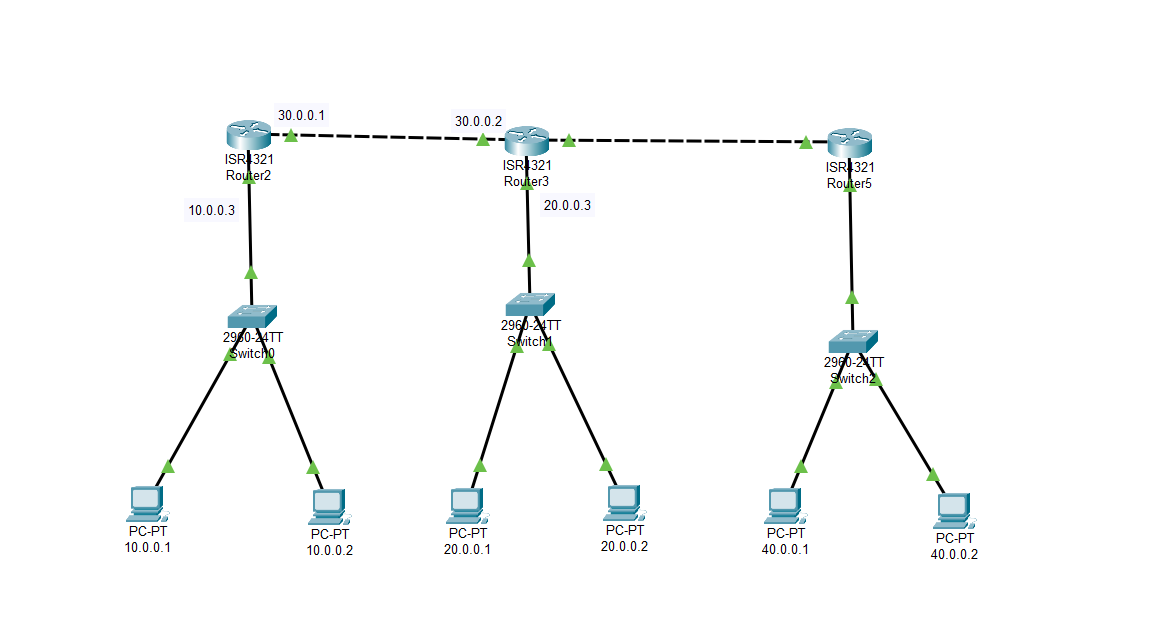 30.0.0.1
30.0.0.2
ISR4321
Router2
ISR4321
Router3
ISR4321
Router5
10.0.0.3
20.0.0.3
2960-24TT
Switch0
2960-24TT
Switch1
2960-24TT
Switch2
PC-PT
10.0.0.1
PC-PT
10.0.0.2
PC-PT
20.0.0.1
PC-PT
20.0.0.2
PC-PT
40.0.0.1
PC-PT
40.0.0.2